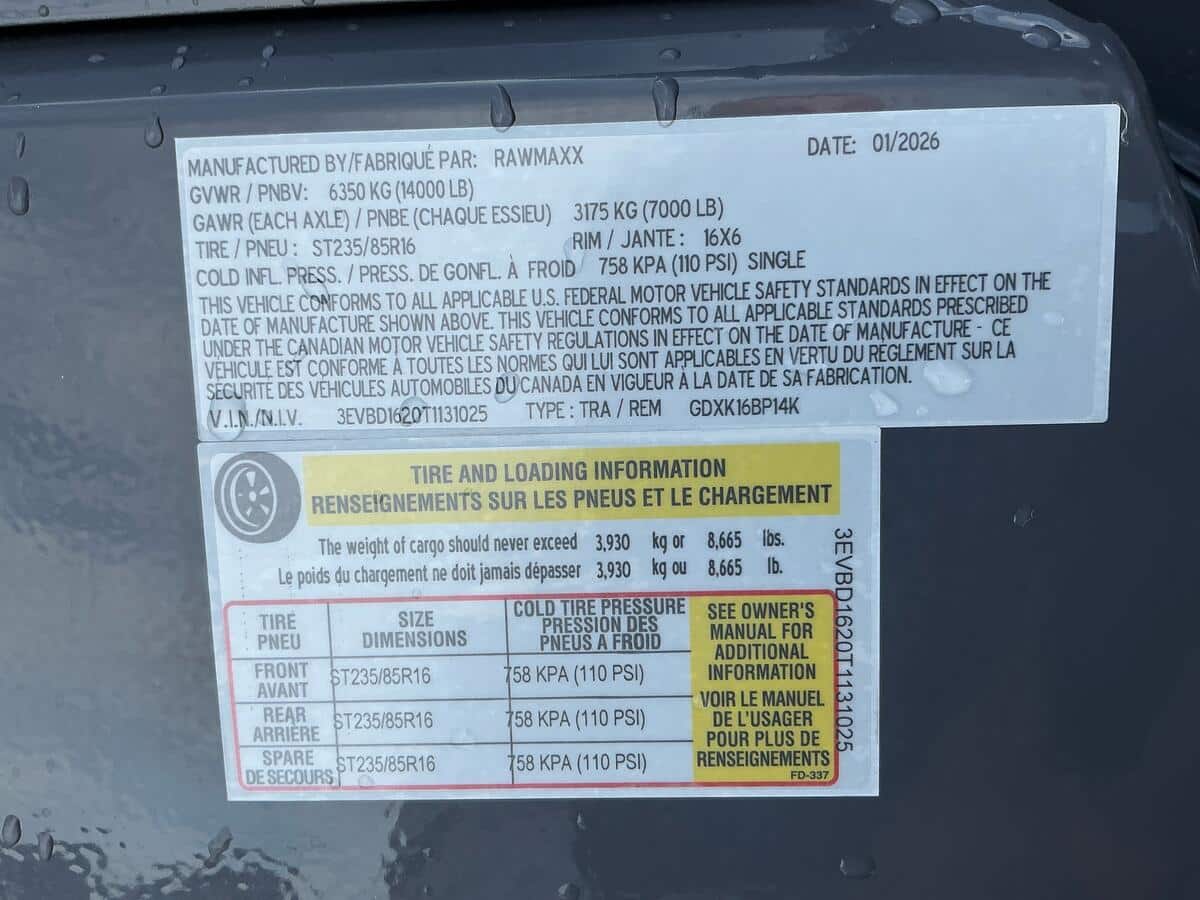 MANUFACTURED BY/FABRIQUÉ PAR: RAWMAXX DATE: 01/2026
GVWR / PNBV: 6350 KG (14000 LB)
GAWR (EACH AXLE) / PNBE (CHAQUE ESSIEU) 3175 KG (7000 LB)
TIRE / PNEU : ST235/85R16 RIM / JANTE : 16X6
COLD INFL. PRESS. / PRESS. DE GONFL. À FROID 758 KPA (110 PSI) SINGLE
THIS VEHICLE CONFORMS TO ALL APPLICABLE U.S. FEDERAL MOTOR VEHICLE SAFETY STANDARDS IN EFFECT ON THE
DATE OF MANUFACTURE SHOWN ABOVE. THIS VEHICLE CONFORMS TO ALL APPLICABLE STANDARDS PRESCRIBED
UNDER THE CANADIAN MOTOR VEHICLE SAFETY REGULATIONS IN EFFECT ON THE DATE OF MANUFACTURE - CE
VÉHICULE EST CONFORME A TOUTES LES NORMES QUI LUI SONT APPLICABLES EN VERTU DU RÈGLEMENT SUR LA
SÉCURITÉ DES VÉHICULES AUTOMOBILES DU CANADA EN VIGUEUR À LA DATE DE SA FABRICATION.
V.I.N./N.I.V. 3EVBD1620T1131025 TYPE : TRA / REM GDXK16BP14K
TIRE AND LOADING INFORMATION
RENSEIGNEMENTS SUR LES PNEUS ET LE CHARGEMENT
The weight of cargo should never exceed 3,930 kg or 8,665 lbs.
Le poids du chargement ne doit jamais dépasser 3,930 kg ou 8,665 lb.
TIRE
PNEU
SIZE
DIMENSIONS
COLD TIRE PRESSURE
PRESSION DES
PNEUS A FROID
FRONT
AVANT
ST235/85R16
758 KPA (110 PSI)
REAR
ARRIÈRE
ST235/85R16
758 KPA (110 PSI)
SPARE
DE SECOURS
ST235/85R16
758 KPA (110 PSI)
SEE OWNER'S
MANUAL FOR
ADDITIONAL
INFORMATION
VOIR LE MANUEL
DE L'USAGER
POUR PLUS DE
RENSEIGNEMENTS
FD-337
3EVBD1620T1131025